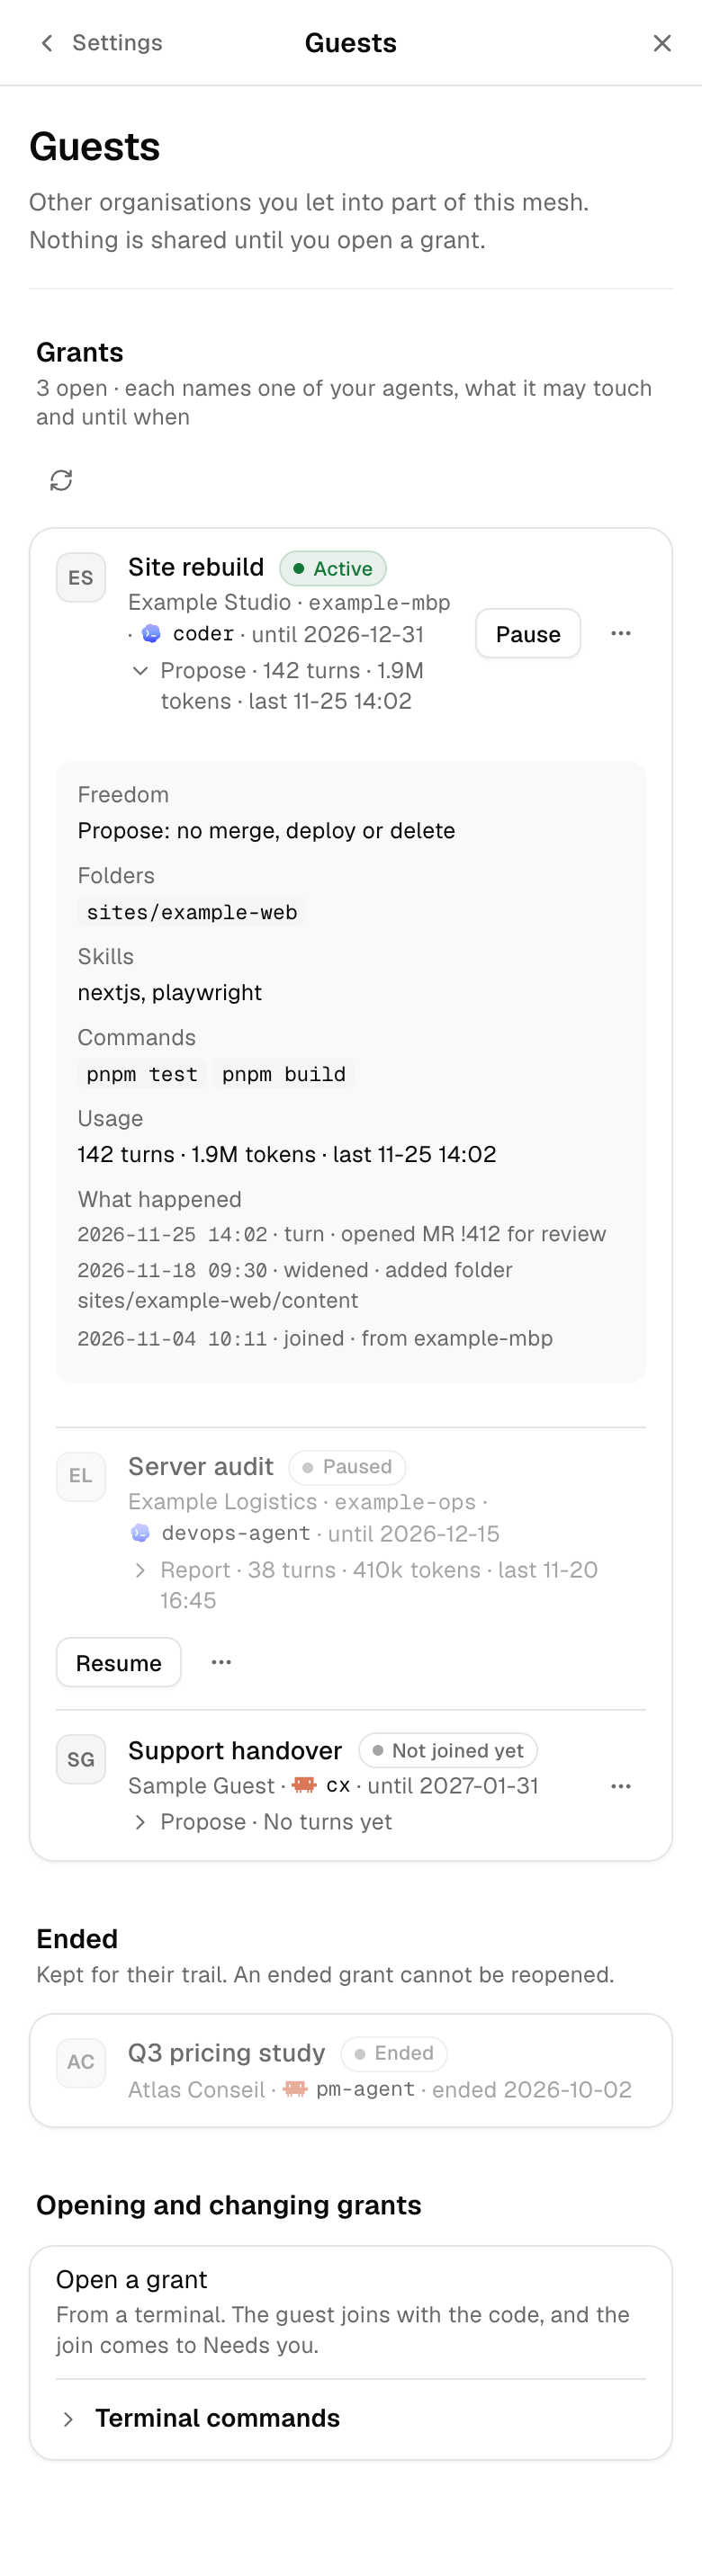 Settings
Guests
Guests
Other organisations you let into part of this mesh.
Nothing is shared until you open a grant.
Grants
3 open · each names one of your agents, what it may touch
and until when
ES
Site rebuild
Active
Example Studio · example-mbp
· coder · until 2026-12-31
Propose · 142 turns · 1.9M
tokens · last 11-25 14:02
Pause
Freedom
Propose: no merge, deploy or delete
Folders
sites/example-web
Skills
nextjs, playwright
Commands
pnpm test pnpm build
Usage
142 turns · 1.9M tokens · last 11-25 14:02
What happened
2026-11-25 14:02 · turn · opened MR !412 for review
2026-11-18 09:30 · widened · added folder
sites/example-web/content
2026-11-04 10:11 · joined · from example-mbp
EL
Server audit
Paused
Example Logistics · example-ops ·
devops-agent · until 2026-12-15
Report · 38 turns · 410k tokens · last 11-20
16:45
Resume
SG
Support handover
Not joined yet
Sample Guest · cx · until 2027-01-31
Propose · No turns yet
Ended
Kept for their trail. An ended grant cannot be reopened.
AC
Q3 pricing study
Ended
Atlas Conseil · pm-agent · ended 2026-10-02
Opening and changing grants
Open a grant
From a terminal. The guest joins with the code, and the
join comes to Needs you.
Terminal commands